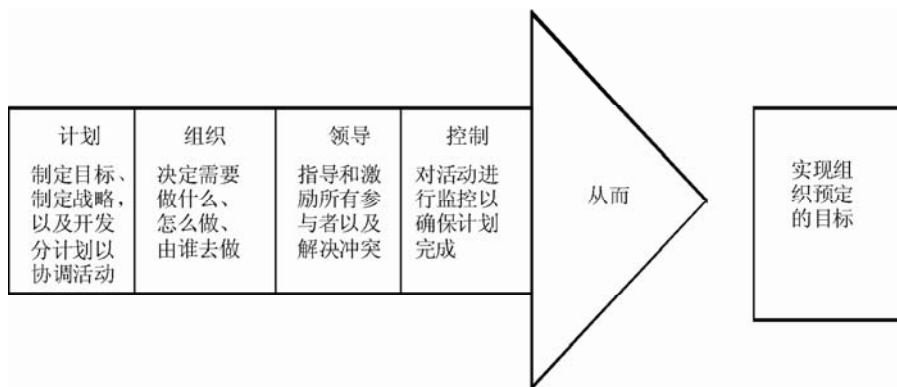 计划
制定目标、
制定战略,
以及开发
分计划以
协调活动
组织
决定需要
做什么、
怎么做、
由谁去做
领导
指导和激
励所有参
与者以及
解决冲突
控制
对活动进
行监控以
确保计划
完成
从而
实现组
织预定
的目标